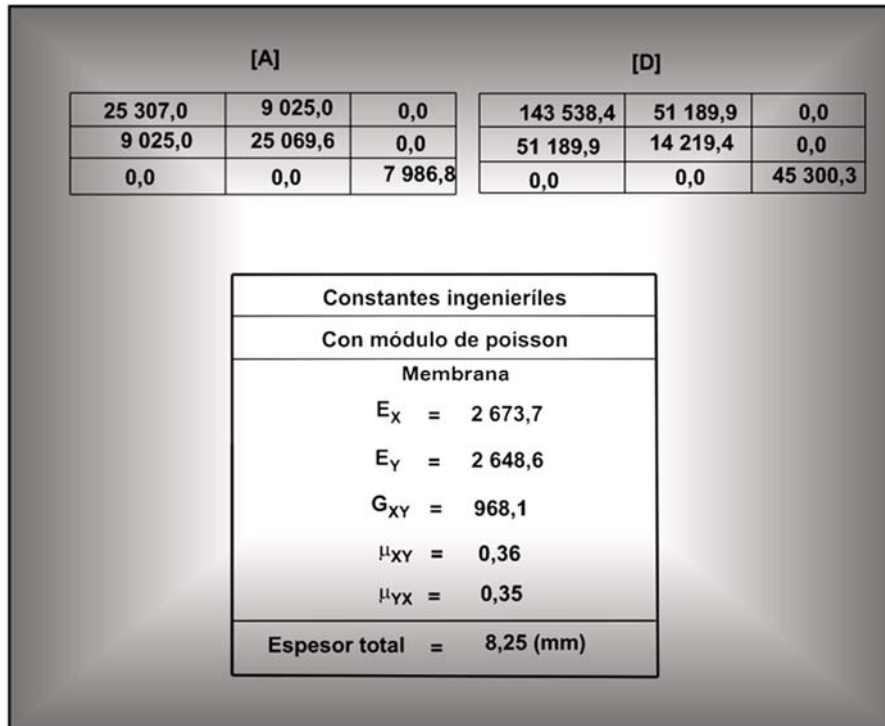 [A] [D]
25 307,0 9 025,0 0,0 143 538,4 51 189,9 0,0
9 025,0 25 069,6 0,0 51 189,9 14 219,4 0,0
0,0 0,0 7 986,8 0,0 0,0 45 300,3
Constantes ingenieríles
Con módulo de poisson
Membrana
EX = 2 673,7
EY = 2 648,6
GXY = 968,1
μXY = 0,36
μYX = 0,35
Espesor total = 8,25 (mm)